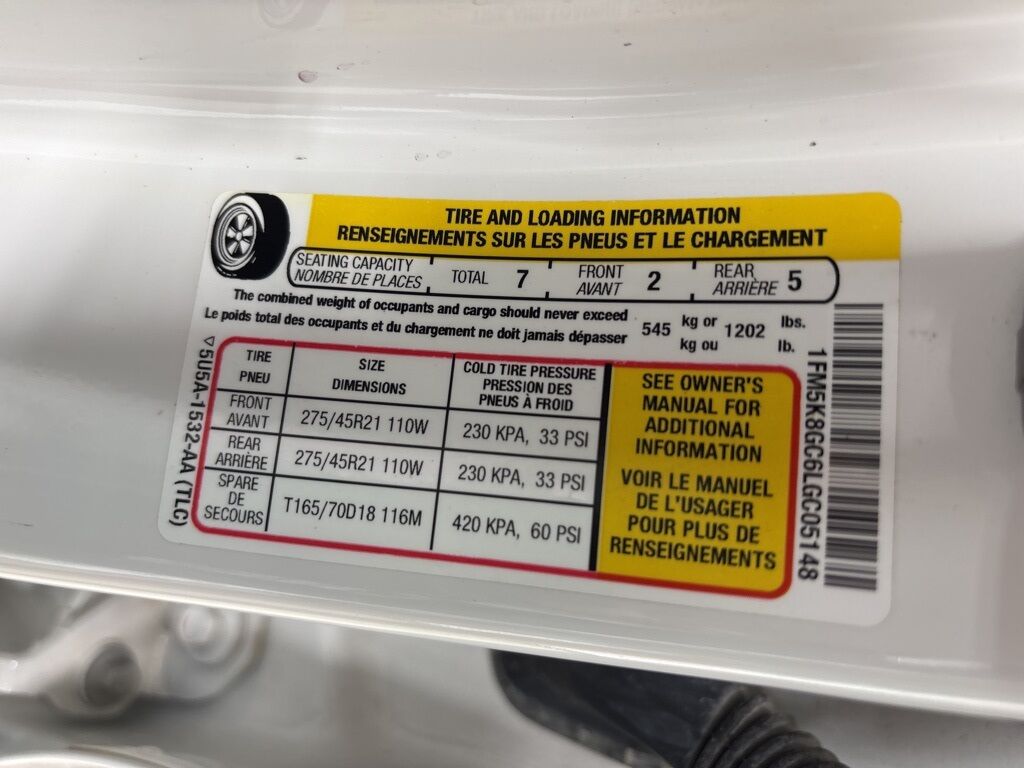 TIRE AND LOADING INFORMATION
RENSEIGNEMENTS SUR LES PNEUS ET LE CHARGEMENT
SEATING CAPACITY
NOMBRE DE PLACES
TOTAL 7
FRONT
AVANT 2
REAR
ARRIÈRE 5
The combined weight of occupants and cargo should never exceed
Le poids total des occupants et du chargement ne doit jamais dépasser
545
kg or
kg ou
1202
lbs.
lb.
TIRE
PNEU
SIZE
DIMENSIONS
COLD TIRE PRESSURE
PRESSION DES
PNEUS À FROID
FRONT
AVANT
275/45R21 110W
230 KPA, 33 PSI
REAR
ARRIÈRE
275/45R21 110W
230 KPA, 33 PSI
SPARE
DE
SECOURS
T165/70D18 116M
420 KPA, 60 PSI
SEE OWNER'S
MANUAL FOR
ADDITIONAL
INFORMATION
VOIR LE MANUEL
DE L'USAGER
POUR PLUS DE
RENSEIGNEMENTS
5U5A-1532-AA (TLC)
1FM5K8GC6LGC05148